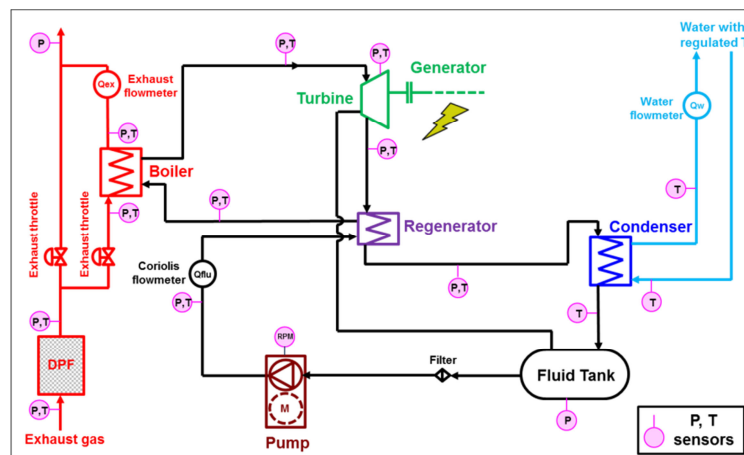 P
Qex
Exhaust
flowmeter
P,T
Boiler
P,T
Exhaust throttle
Exhaust throttle
P,T
DPF
P,T
Exhaust gas
P,T
P,T
Turbine
Generator
P,T
P,T
Regenerator
Coriolis
flowmeter
Qflu
P,T
P,T
RPM
M
Pump
Filter
Fluid Tank
P
T
Condenser
T
T
Qw
Water
flowmeter
Water with
regulated T
P, T
sensors